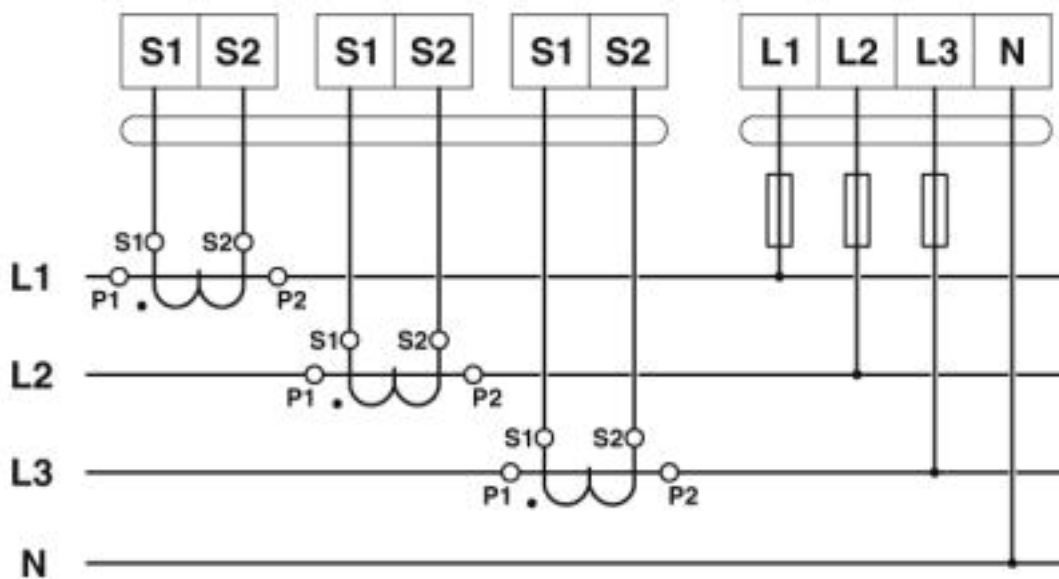 S1 S2 S1 S2 S1 S2 L1 L2 L3 N
S1 S2
L1
P1 P2
S1 S2
L2
P1 P2
S1 S2
L3
P1 P2
N